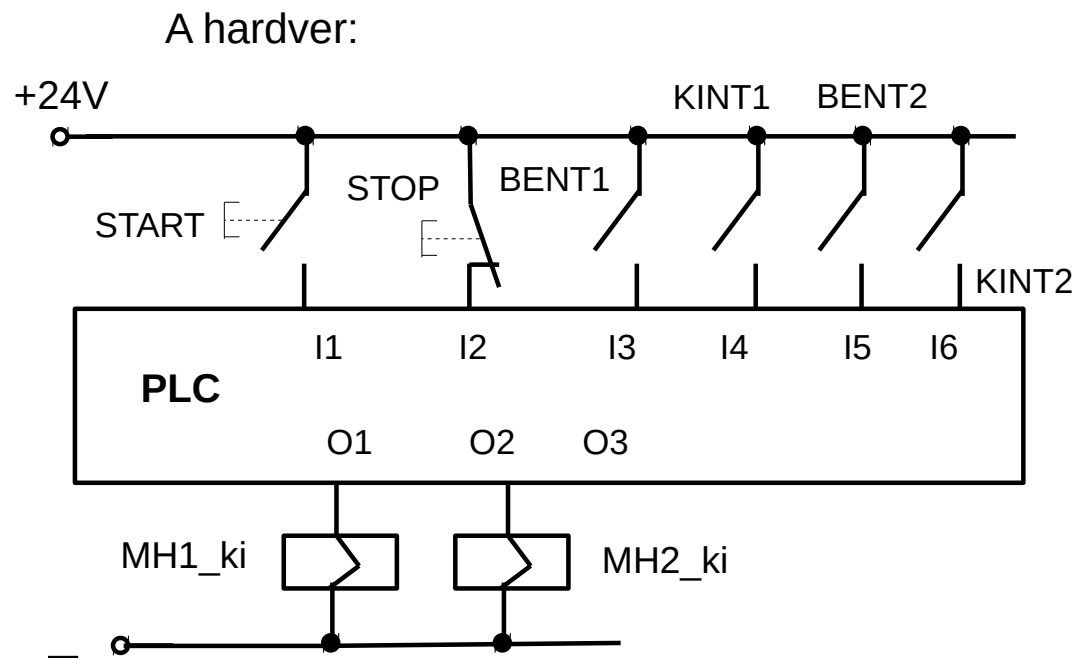 A hardver:
+24V
KINT1
BENT2
STOP
BENT1
START
KINT2
I1
I2
I3
I4
I5
I6
PLC
O1
O2
O3
MH1_ki
MH2_ki
_